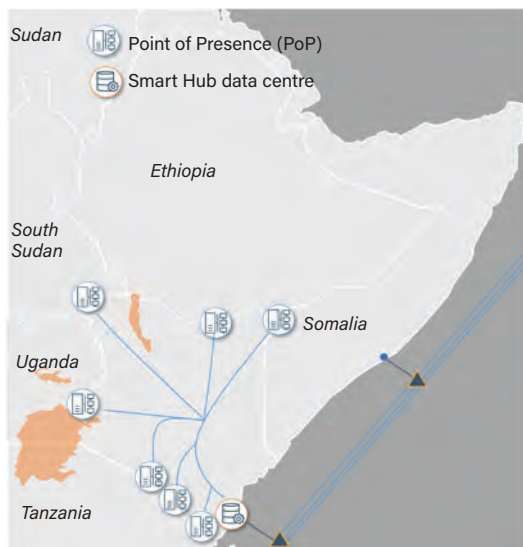 Sudan
Point of Presence (PoP)
Smart Hub data centre
Ethiopia
South
Sudan
Somalia
Uganda
Tanzania